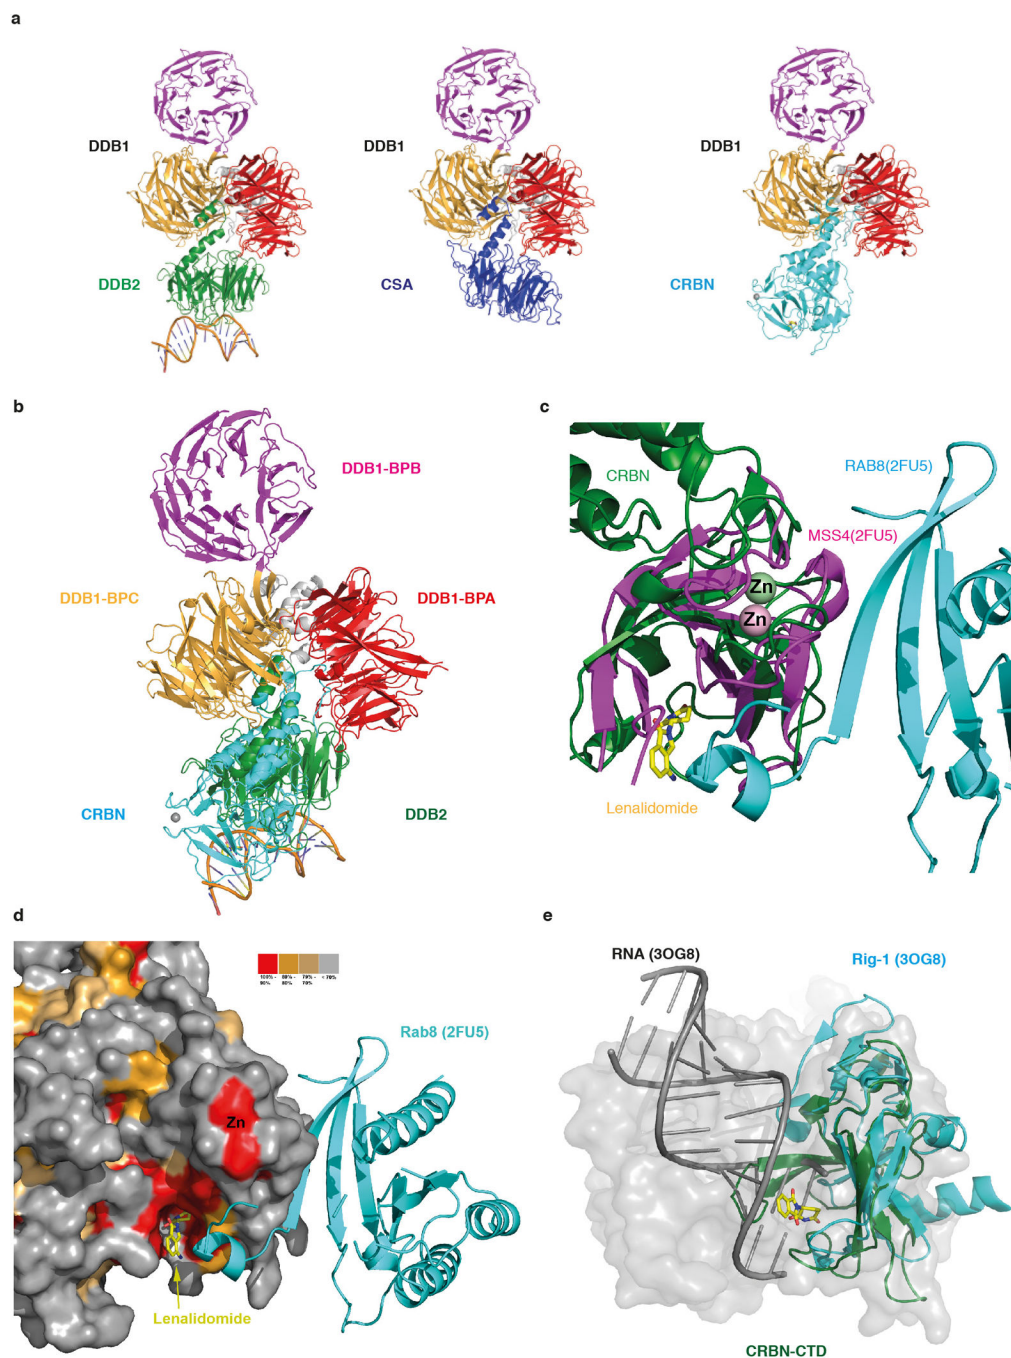 a
DDB1
DDB1
DDB1
DDB2
CSA
CRBN
b
DDB1-BPB
DDB1-BPC
DDB1-BPA
CRBN
DDB2
c
CRBN
RAB8(2FU5)
MSS4(2FU5)
Zn
Zn
Lenalidomide
d
Rab8 (2FU5)
Zn
Lenalidomide
e
RNA (3OG8)
Rig-1 (3OG8)
CRBN-CTD